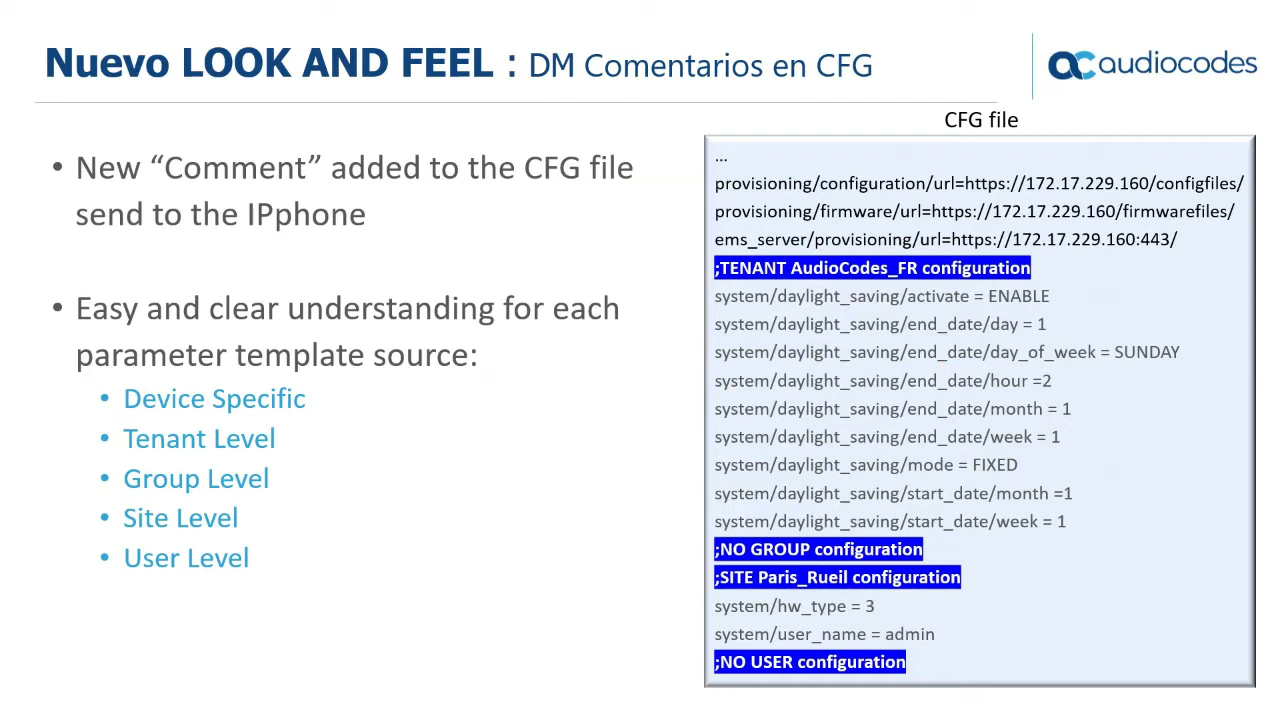 Nuevo LOOK AND FEEL : DM Comentarios en CFG
audiocodes
• New “Comment” added to the CFG file
send to the IPphone
• Easy and clear understanding for each
parameter template source:
• Device Specific
• Tenant Level
• Group Level
• Site Level
• User Level
CFG file
...
provisioning/configuration/url=https://172.17.229.160/configfiles/
provisioning/firmware/url=https://172.17.229.160/firmwarefiles/
ems_server/provisioning/url=https://172.17.229.160:443/
;TENANT AudioCodes_FR configuration
system/daylight_saving/activate = ENABLE
system/daylight_saving/end_date/day = 1
system/daylight_saving/end_date/day_of_week = SUNDAY
system/daylight_saving/end_date/hour =2
system/daylight_saving/end_date/month = 1
system/daylight_saving/end_date/week = 1
system/daylight_saving/mode = FIXED
system/daylight_saving/start_date/month =1
system/daylight_saving/start_date/week = 1
;NO GROUP configuration
;SITE Paris_Rueil configuration
system/hw_type = 3
system/user_name = admin
;NO USER configuration